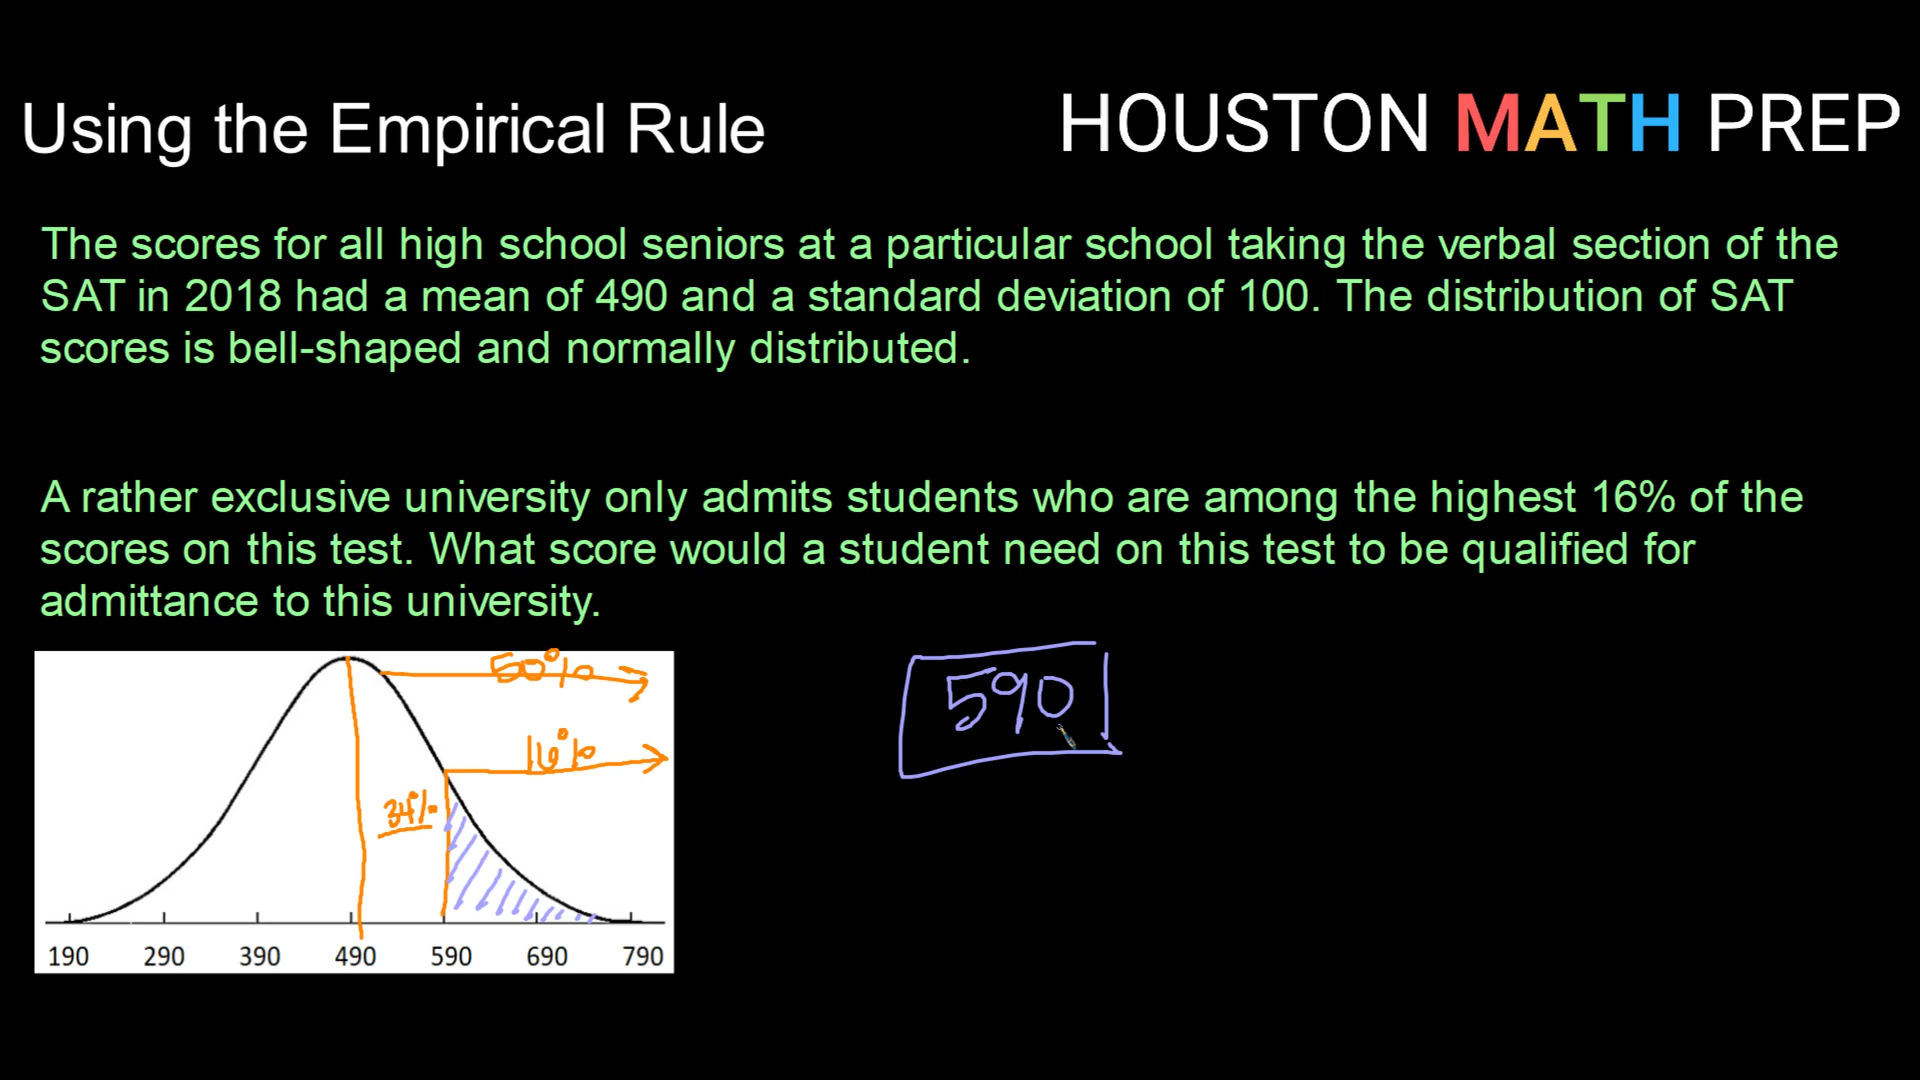 Using the Empirical Rule
HOUSTON MATH PREP
The scores for all high school seniors at a particular school taking the verbal section of the
SAT in 2018 had a mean of 490 and a standard deviation of 100. The distribution of SAT
scores is bell-shaped and normally distributed.
A rather exclusive university only admits students who are among the highest 16% of the
scores on this test. What score would a student need on this test to be qualified for
admittance to this university.
50%
16%
34%
590
190 290 390 490 590 690 790